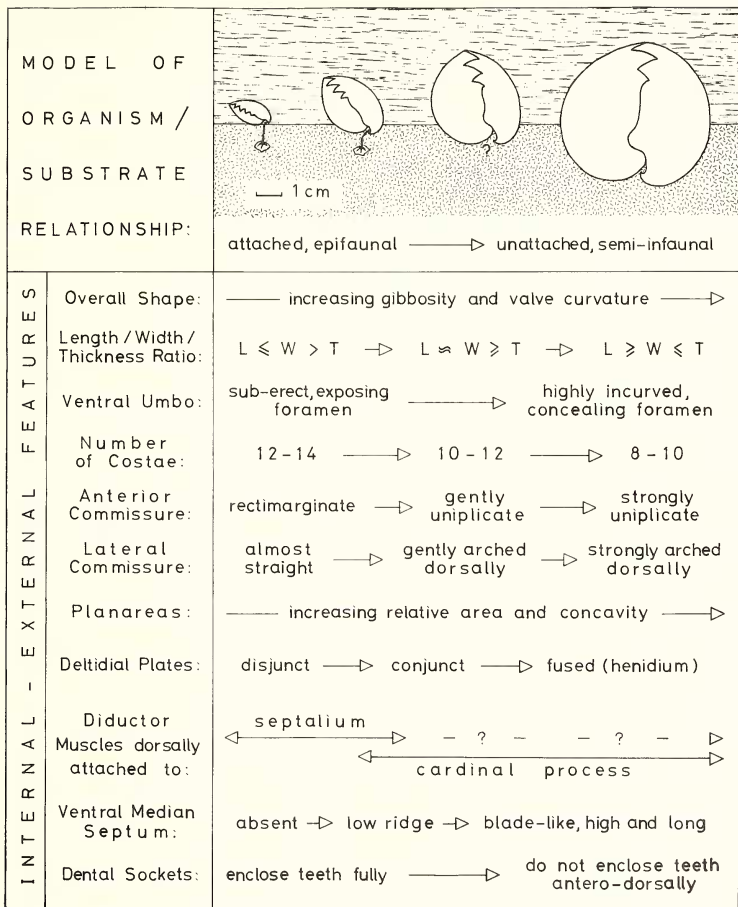 MODEL OF
ORGANISM/
SUBSTRATE
RELATIONSHIP:
?
1 cm
attached, epifaunal → unattached, semi-infaunal
INTERNAL - EXTERNAL FEATURES
Overall Shape: — increasing gibbosity and valve curvature →
Length/Width/
Thickness Ratio: L ⩽ W > T → L ≈ W ⩾ T → L ⩾ W ⩽ T
Ventral Umbo: sub-erect, exposing
foramen → highly incurved,
concealing foramen
Number
of Costae: 12-14 → 10-12 → 8-10
Anterior
Commissure: rectimarginate → gently
uniplicate → strongly
uniplicate
Lateral
Commissure: almost
straight → gently arched
dorsally → strongly arched
dorsally
Planareas: — increasing relative area and concavity →
Deltidial Plates: disjunct → conjunct → fused (henidium)
Diductor
Muscles dorsally
attached to:
septalium
- ? - - ? -
cardinal process
Ventral Median
Septum: absent → low ridge → blade-like, high and long
Dental Sockets: enclose teeth fully → do not enclose teeth
antero-dorsally